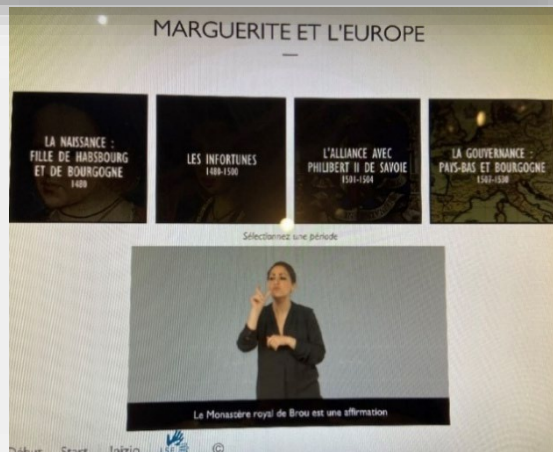 MARGUERITE ET L'EUROPE
LA NAISSANCE :
FILLE DE HABSBOURG
ET DE BOURGOGNE
1480
LES INFORTUNES
1480-1500
L'ALLIANCE AVEC
PHILIBERT II DE SAVOIE
1501-1504
LA GOUVERNANCE :
PAYS-BAS ET BOURGOGNE
1507-1530
Sélectionnez une période
Le Monastère royal de Brou est une affirmation
Début Start Inizio LSF ©